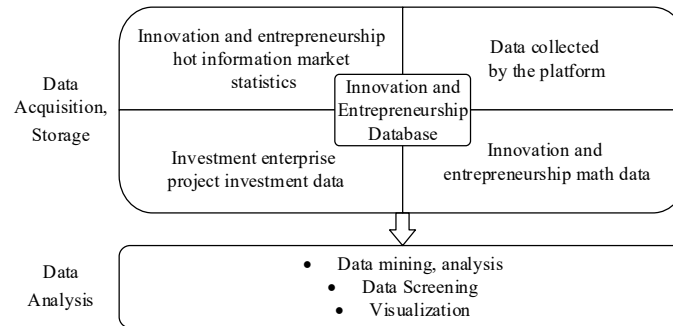 Data
Acquisition,
Storage
Innovation and entrepreneurship
hot information market
statistics
Data collected
by the platform
Innovation and
Entrepreneurship
Database
Investment enterprise
project investment data
Innovation and
entrepreneurship math data
Data
Analysis
• Data mining, analysis
• Data Screening
• Visualization